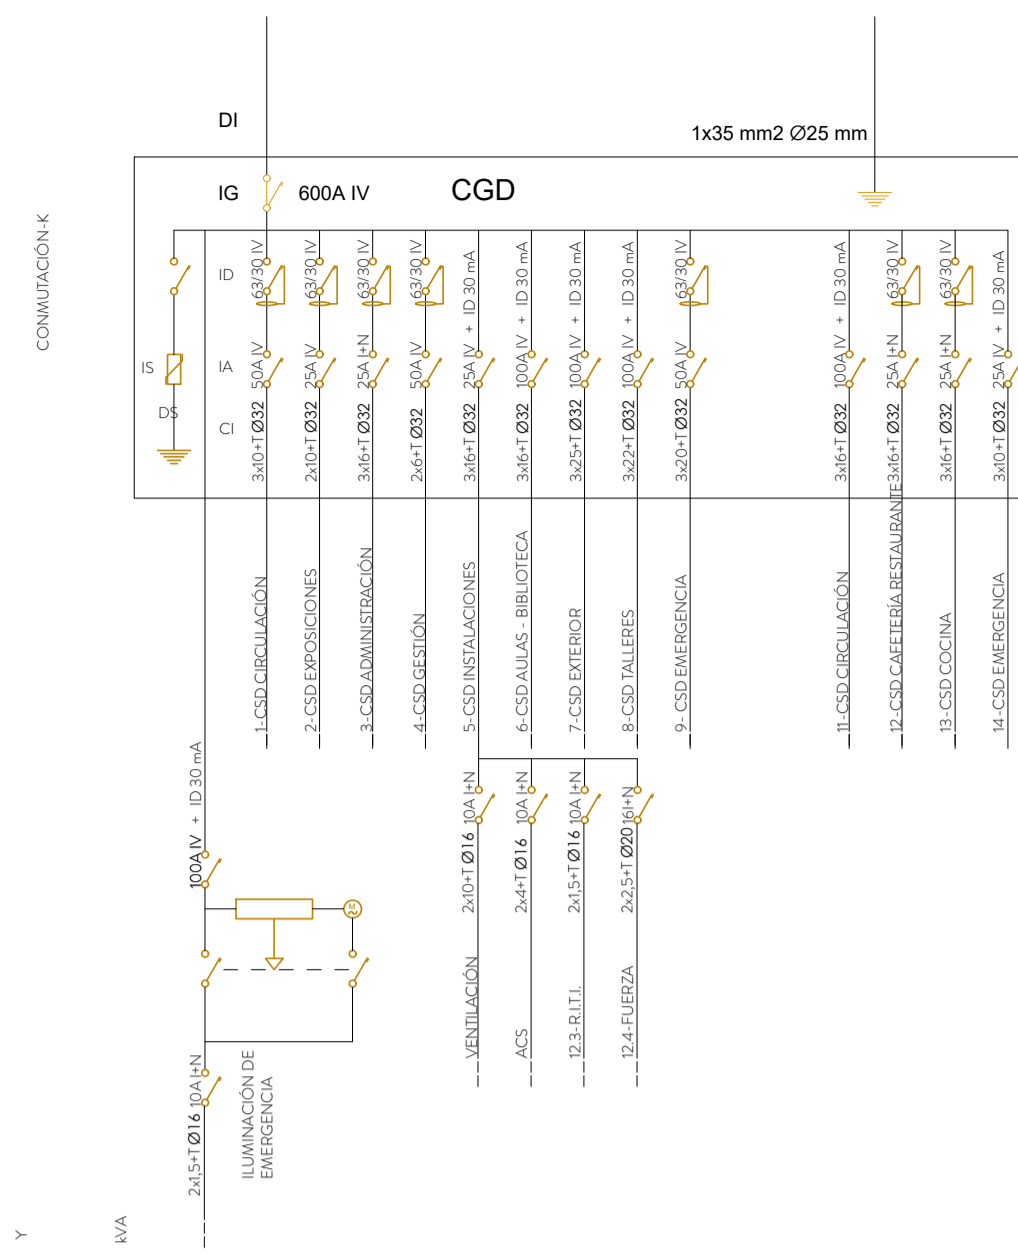 DI
1x35 mm2 Ø25 mm
IG
600A IV
CGD
CONMUTACIÓN-K
ID
63/30 IV
63/30 IV
63/30 IV
63/30 IV
+ ID 30 mA
+ ID 30 mA
+ ID 30 mA
+ ID 30 mA
63/30 IV
+ ID 30 mA
63/30 IV
63/30 IV
+ ID 30 mA
IS
IA
50A IV
25A IV
25A I+N
50A IV
25A IV
100A IV
100A IV
100A IV
50A IV
100A IV
25A I+N
25A I+N
25A IV
DS
CI
3x10+T Ø32
2x10+T Ø32
3x16+T Ø32
2x6+T Ø32
3x16+T Ø32
3x16+T Ø32
3x25+T Ø32
3x22+T Ø32
3x20+T Ø32
3x16+T Ø32
3x16+T Ø32
3x16+T Ø32
3x10+T Ø32
1-CSD CIRCULACIÓN
2-CSD EXPOSICIONES
3-CSD ADMINISTRACIÓN
4-CSD GESTIÓN
5-CSD INSTALACIONES
6-CSD AULAS - BIBLIOTECA
7-CSD EXTERIOR
8-CSD TALLERES
9- CSD EMERGENCIA
11-CSD CIRCULACIÓN
12-CSD CAFETERÍA RESTAURANTE
13-CSD COCINA
14-CSD EMERGENCIA
100A IV + ID 30 mA
10A I+N
10A I+N
10A I+N
16I+N
2x10+T Ø16
2x4+T Ø16
2x1,5+T Ø16
2x2,5+T Ø20
M
VENTILACIÓN
ACS
12.3-R.I.T.I.
12.4-FUERZA
2x1,5+T Ø16 10A I+N
ILUMINACIÓN DE
EMERGENCIA
Y
kVA